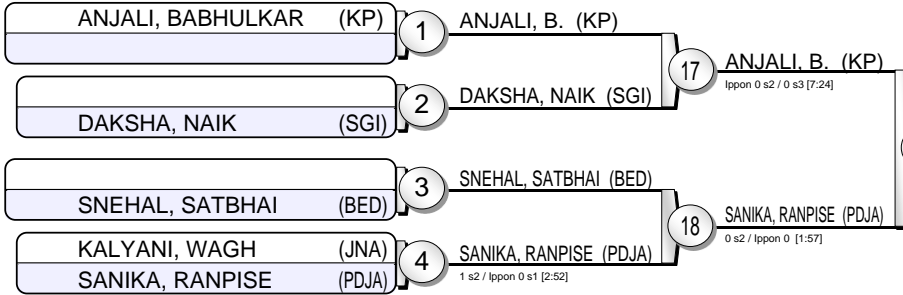 ANJALI, BABHULKAR (KP)
1
ANJALI, B. (KP)
DAKSHA, NAIK (SGI)
2
DAKSHA, NAIK (SGI)
17
ANJALI, B. (KP)
Ippon 0 s2 / 0 s3 [7:24]
SNEHAL, SATBHAI (BED)
3
SNEHAL, SATBHAI (BED)
KALYANI, WAGH (JNA)
SANIKA, RANPISE (PDJA)
4
SANIKA, RANPISE (PDJA)
1 s2 / Ippon 0 s1 [2:52]
18
SANIKA, RANPISE (PDJA)
0 s2 / Ippon 0 [1:57]